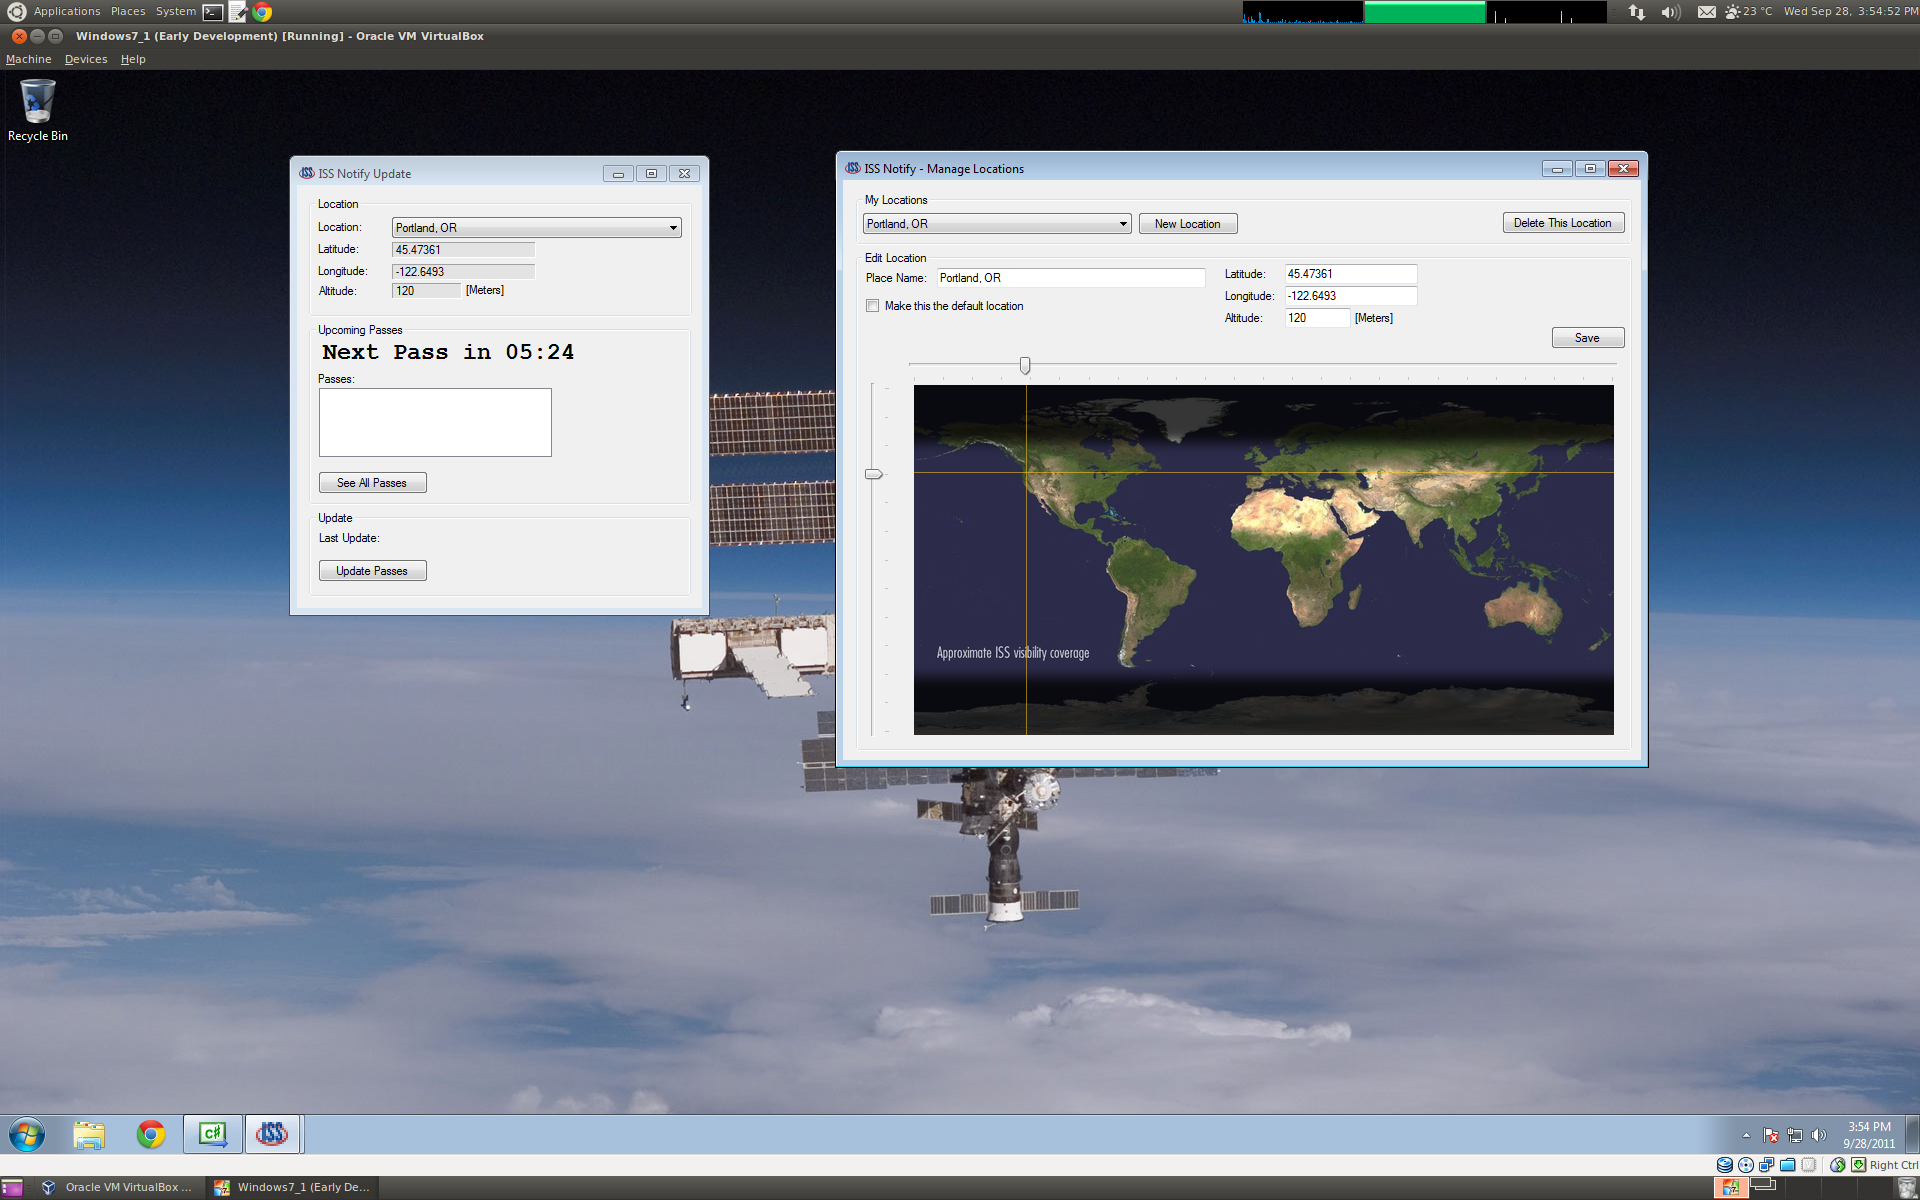 Applications Places System
23 °C Wed Sep 28, 3:54:52 PM
Windows7_1 (Early Development) [Running] - Oracle VM VirtualBox
Machine Devices Help
Recycle Bin
ISS Notify Update
Location
Location: Portland, OR
Latitude: 45.47361
Longitude: -122.6493
Altitude: 120 [Meters]
Upcoming Passes
Next Pass in 05:24
Passes:
See All Passes
Update
Last Update:
Update Passes
ISS Notify - Manage Locations
My Locations
Portland, OR New Location Delete This Location
Edit Location
Place Name: Portland, OR
Make this the default location
Latitude: 45.47361
Longitude: -122.6493
Altitude: 120 [Meters]
Save
Approximate ISS visibility coverage
C# ISS
3:54 PM
9/28/2011
Right Ctrl
Oracle VM VirtualBox ... Windows7_1 (Early De...